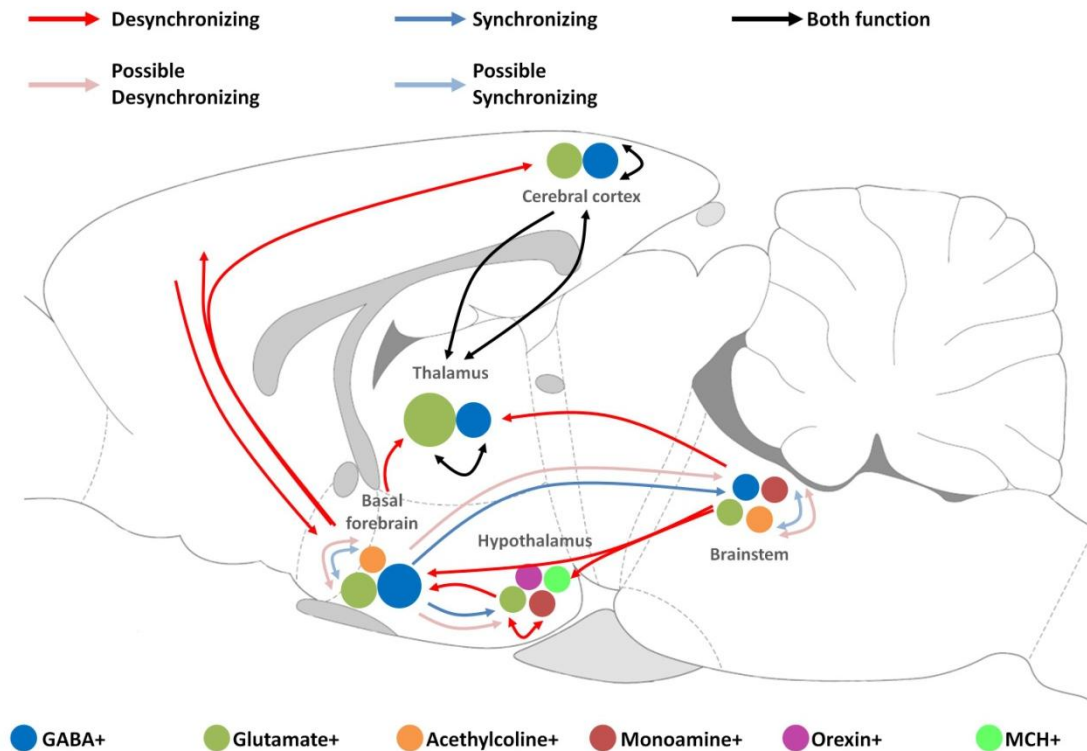 Desynchronizing
Synchronizing
Both function
Possible
Desynchronizing
Possible
Synchronizing
Cerebral cortex
Thalamus
Basal
forebrain
Hypothalamus
Brainstem
GABA+
Glutamate+
Acethylcoline+
Monoamine+
Orexin+
MCH+